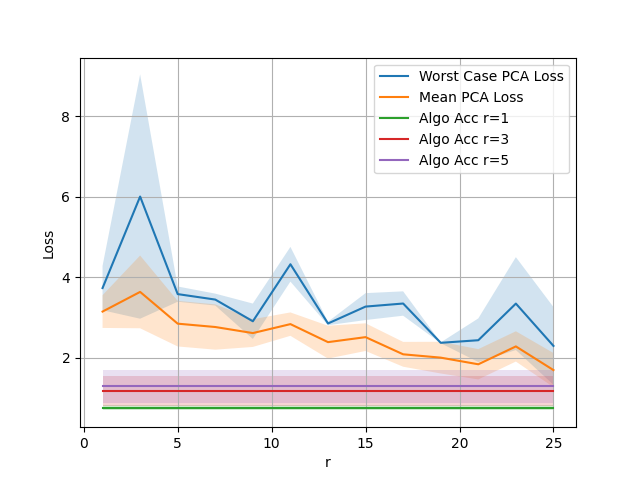 Worst Case PCA Loss
Mean PCA Loss
Algo Acc r=1
Algo Acc r=3
Algo Acc r=5
Loss
8
6
4
2
0 5 10 15 20 25
r